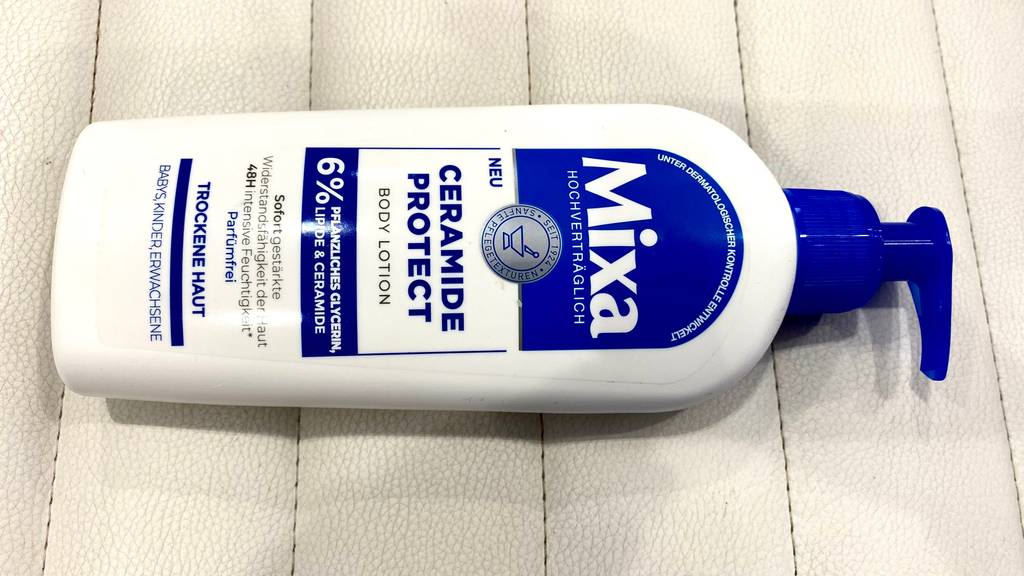 UNTER DERMATOLOGISCHER KONTROLLE ENTWICKELT
Mixa
HOCHVERTRÄGLICH
SEIT 1924 • SANFTE PFLEGETEXTUREN •
NEU
CERAMIDE
PROTECT
BODY LOTION
6% PFLANZLICHES GLYCERIN,
LIPIDE & CERAMIDE
Sofort gestärkte
Widerstandsfähigkeit der Haut
48H intensive Feuchtigkeit*
Parfümfrei
TROCKENE HAUT
BABYS, KINDER, ERWACHSENE